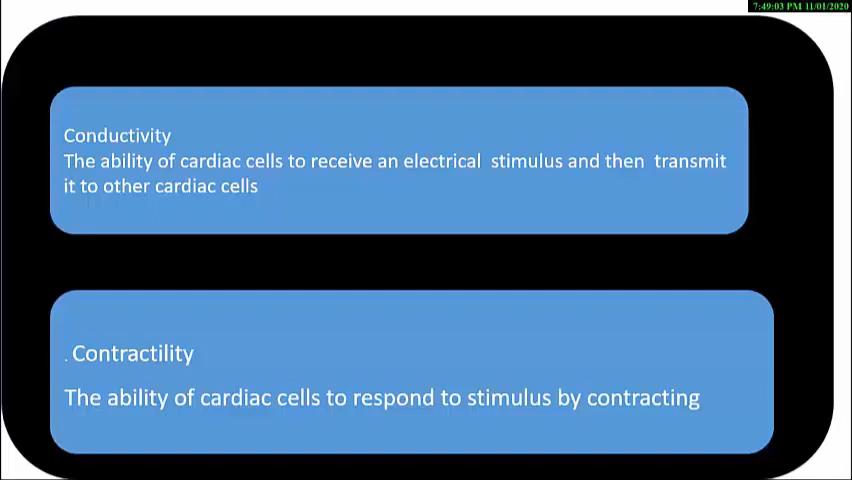 7:49:03 PM 11/01/2020
Conductivity
The ability of cardiac cells to receive an electrical stimulus and then transmit
it to other cardiac cells
. Contractility
The ability of cardiac cells to respond to stimulus by contracting